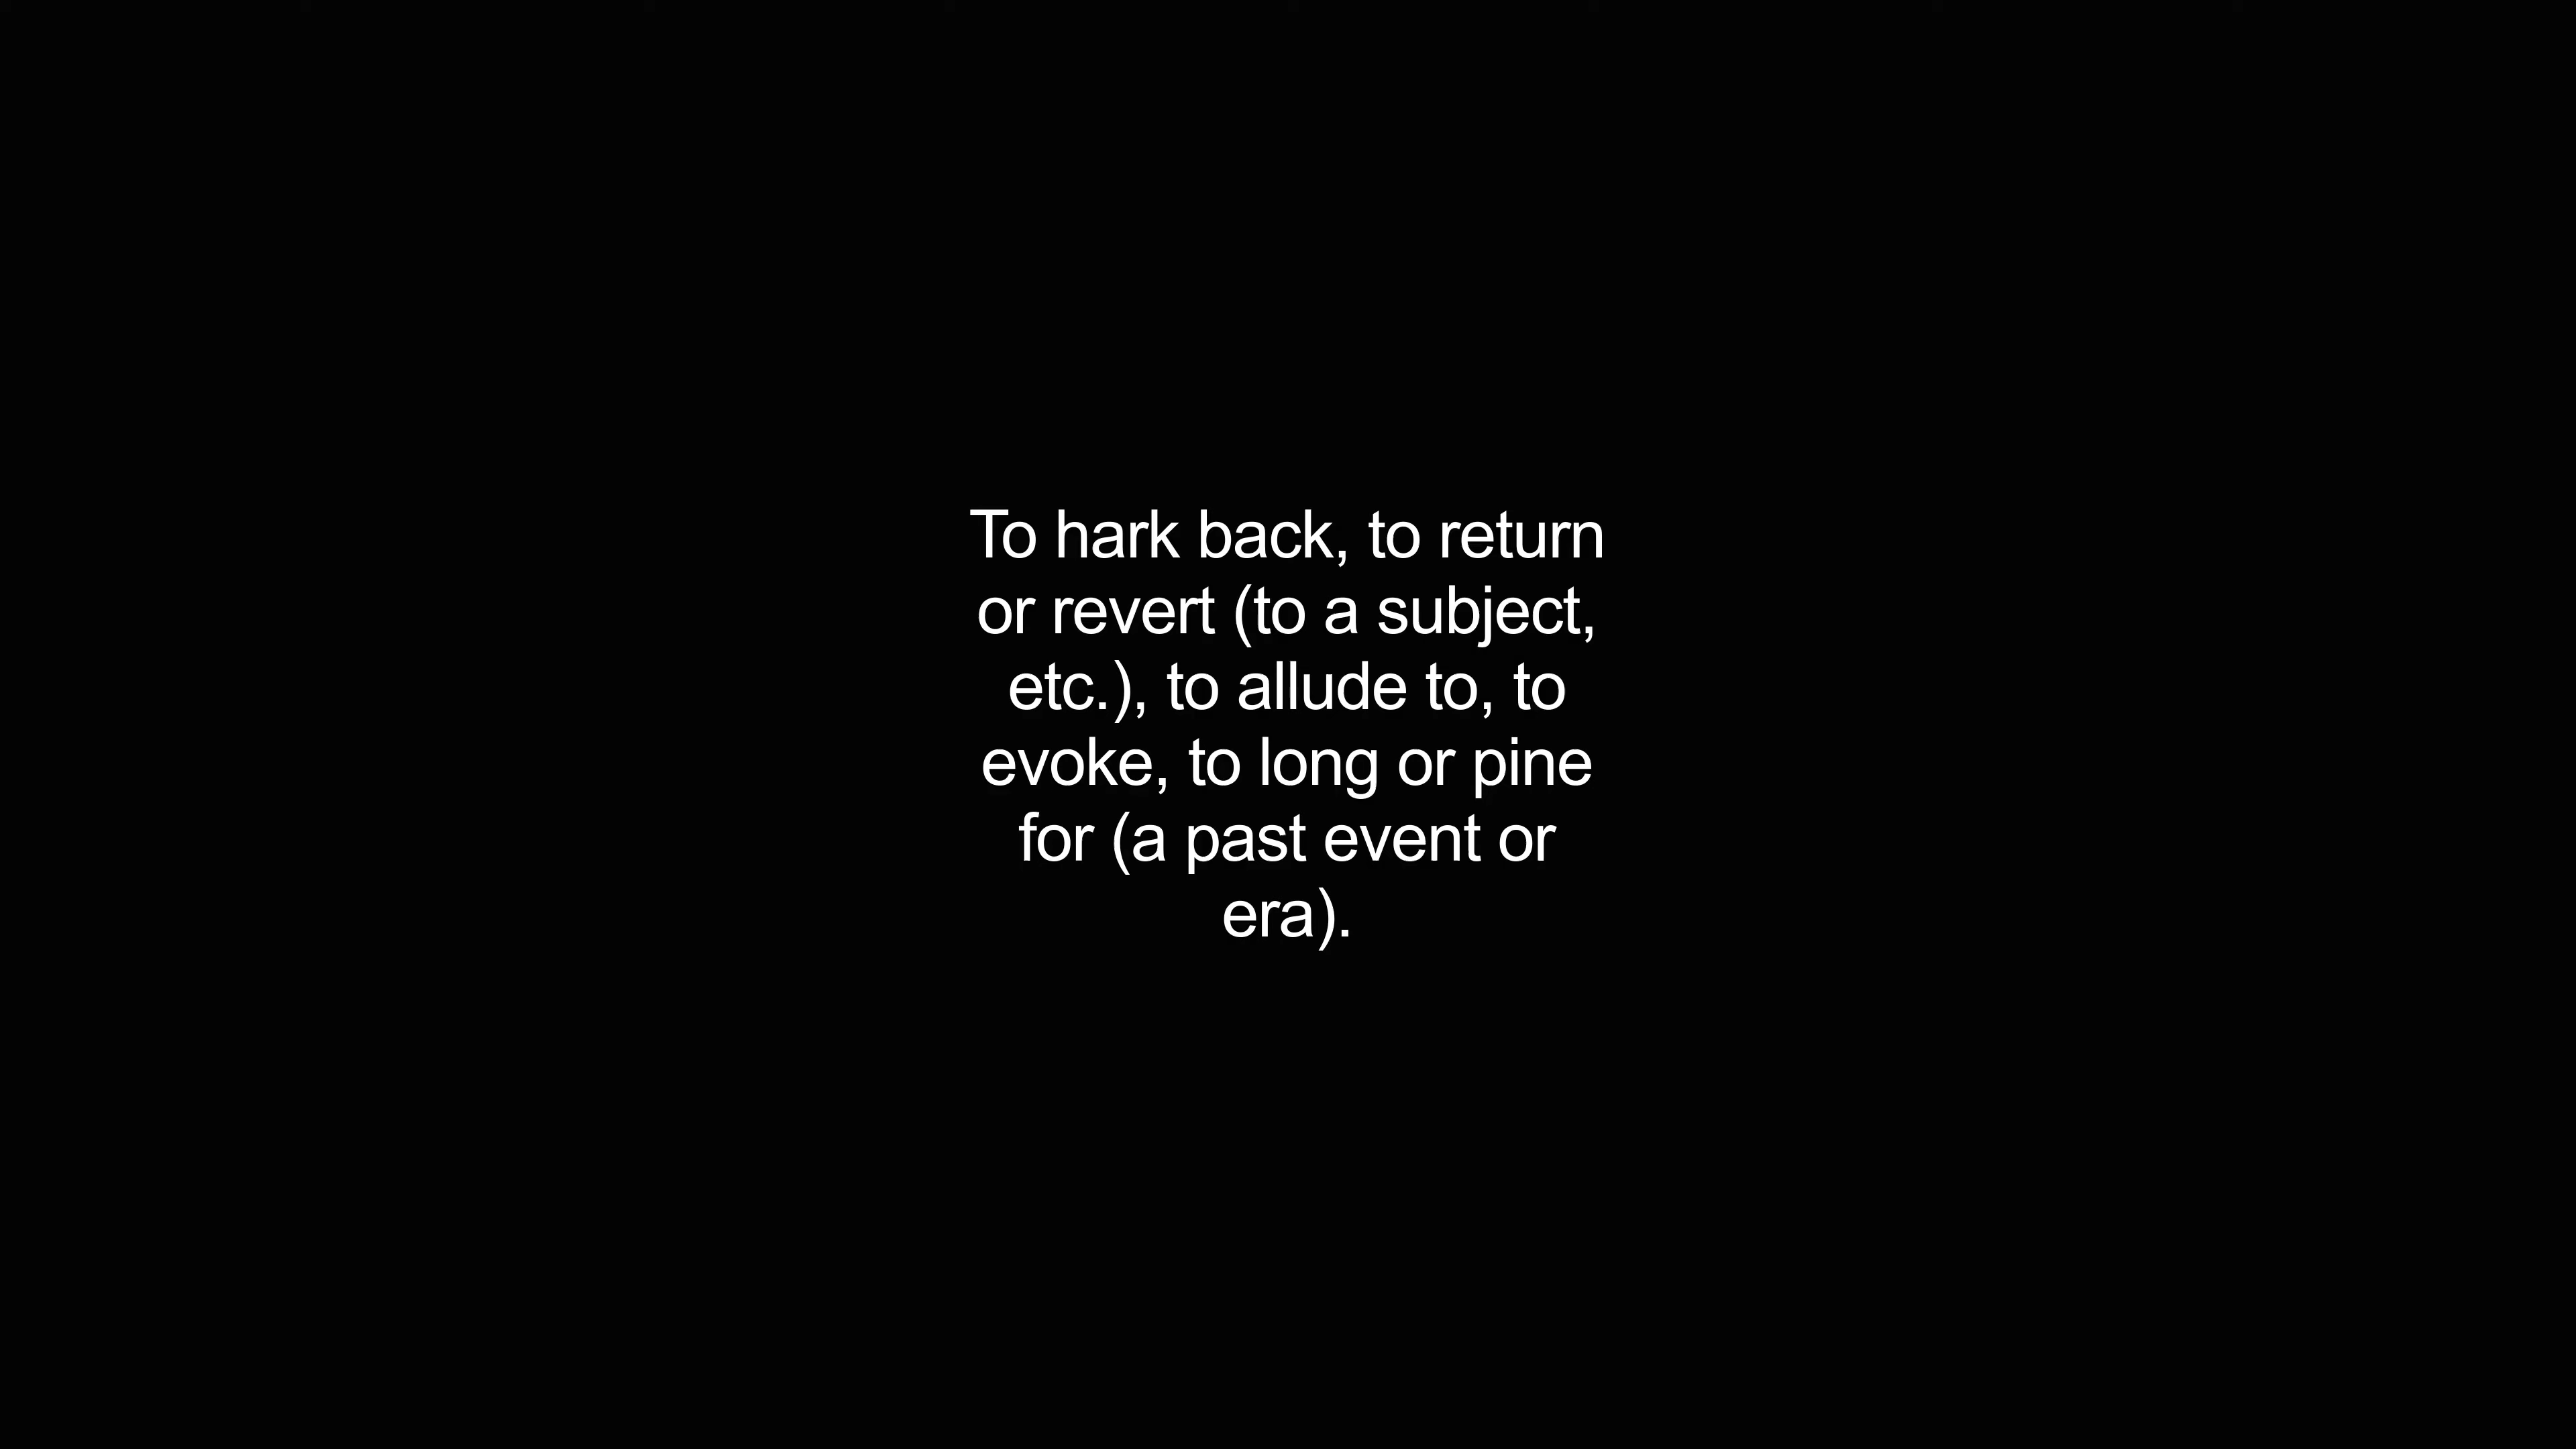 To hark back, to return
or revert (to a subject,
etc.), to allude to, to
evoke, to long or pine
for (a past event or
era).